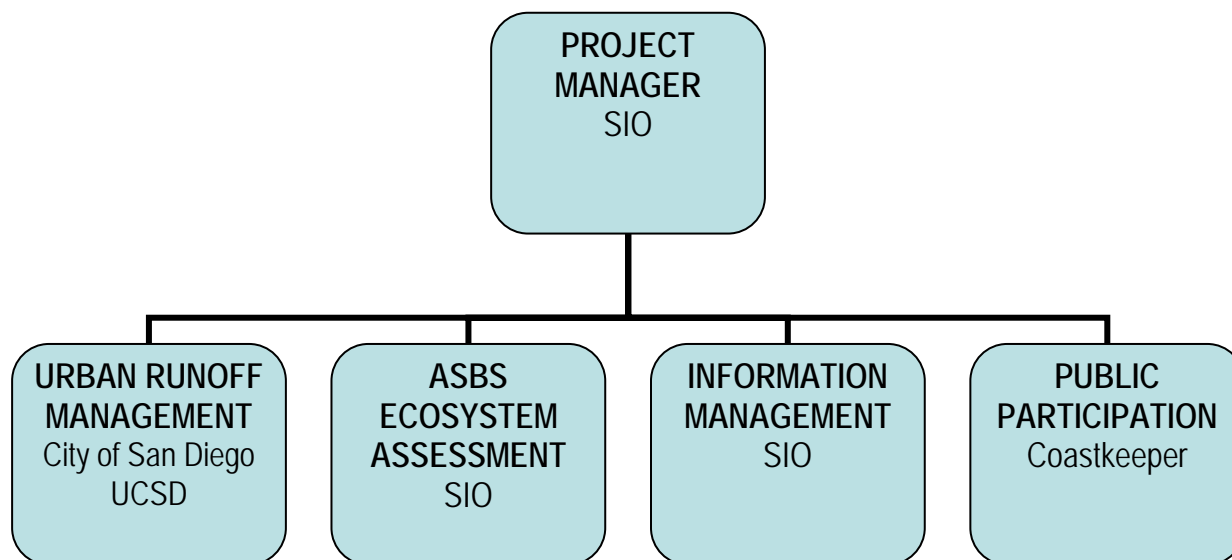 PROJECT
MANAGER
SIO
URBAN RUNOFF
MANAGEMENT
City of San Diego
UCSD
ASBS
ECOSYSTEM
ASSESSMENT
SIO
INFORMATION
MANAGEMENT
SIO
PUBLIC
PARTICIPATION
Coastkeeper